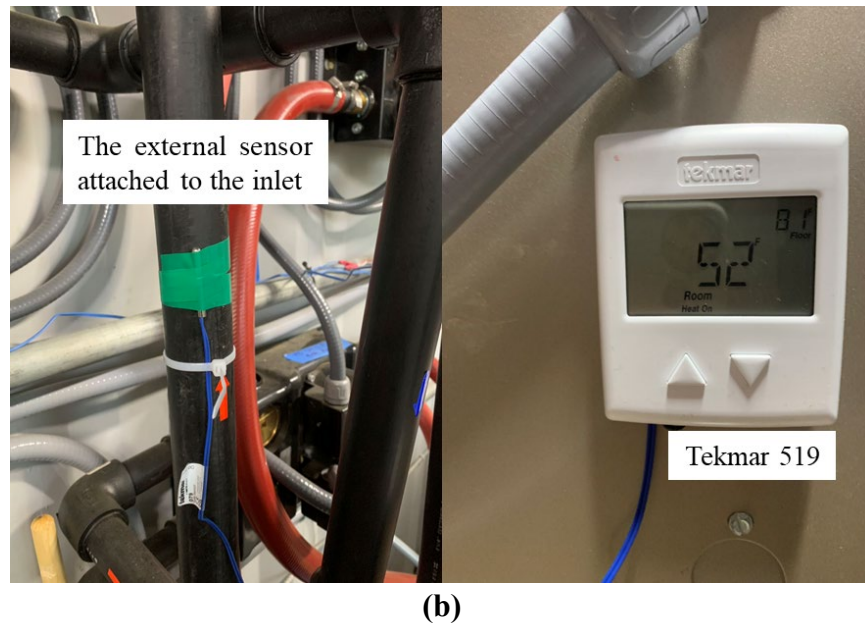 The external sensor
attached to the inlet
tekmar
81°F
Floor
52°F
Room
Heat On
Tekmar 519
(b)